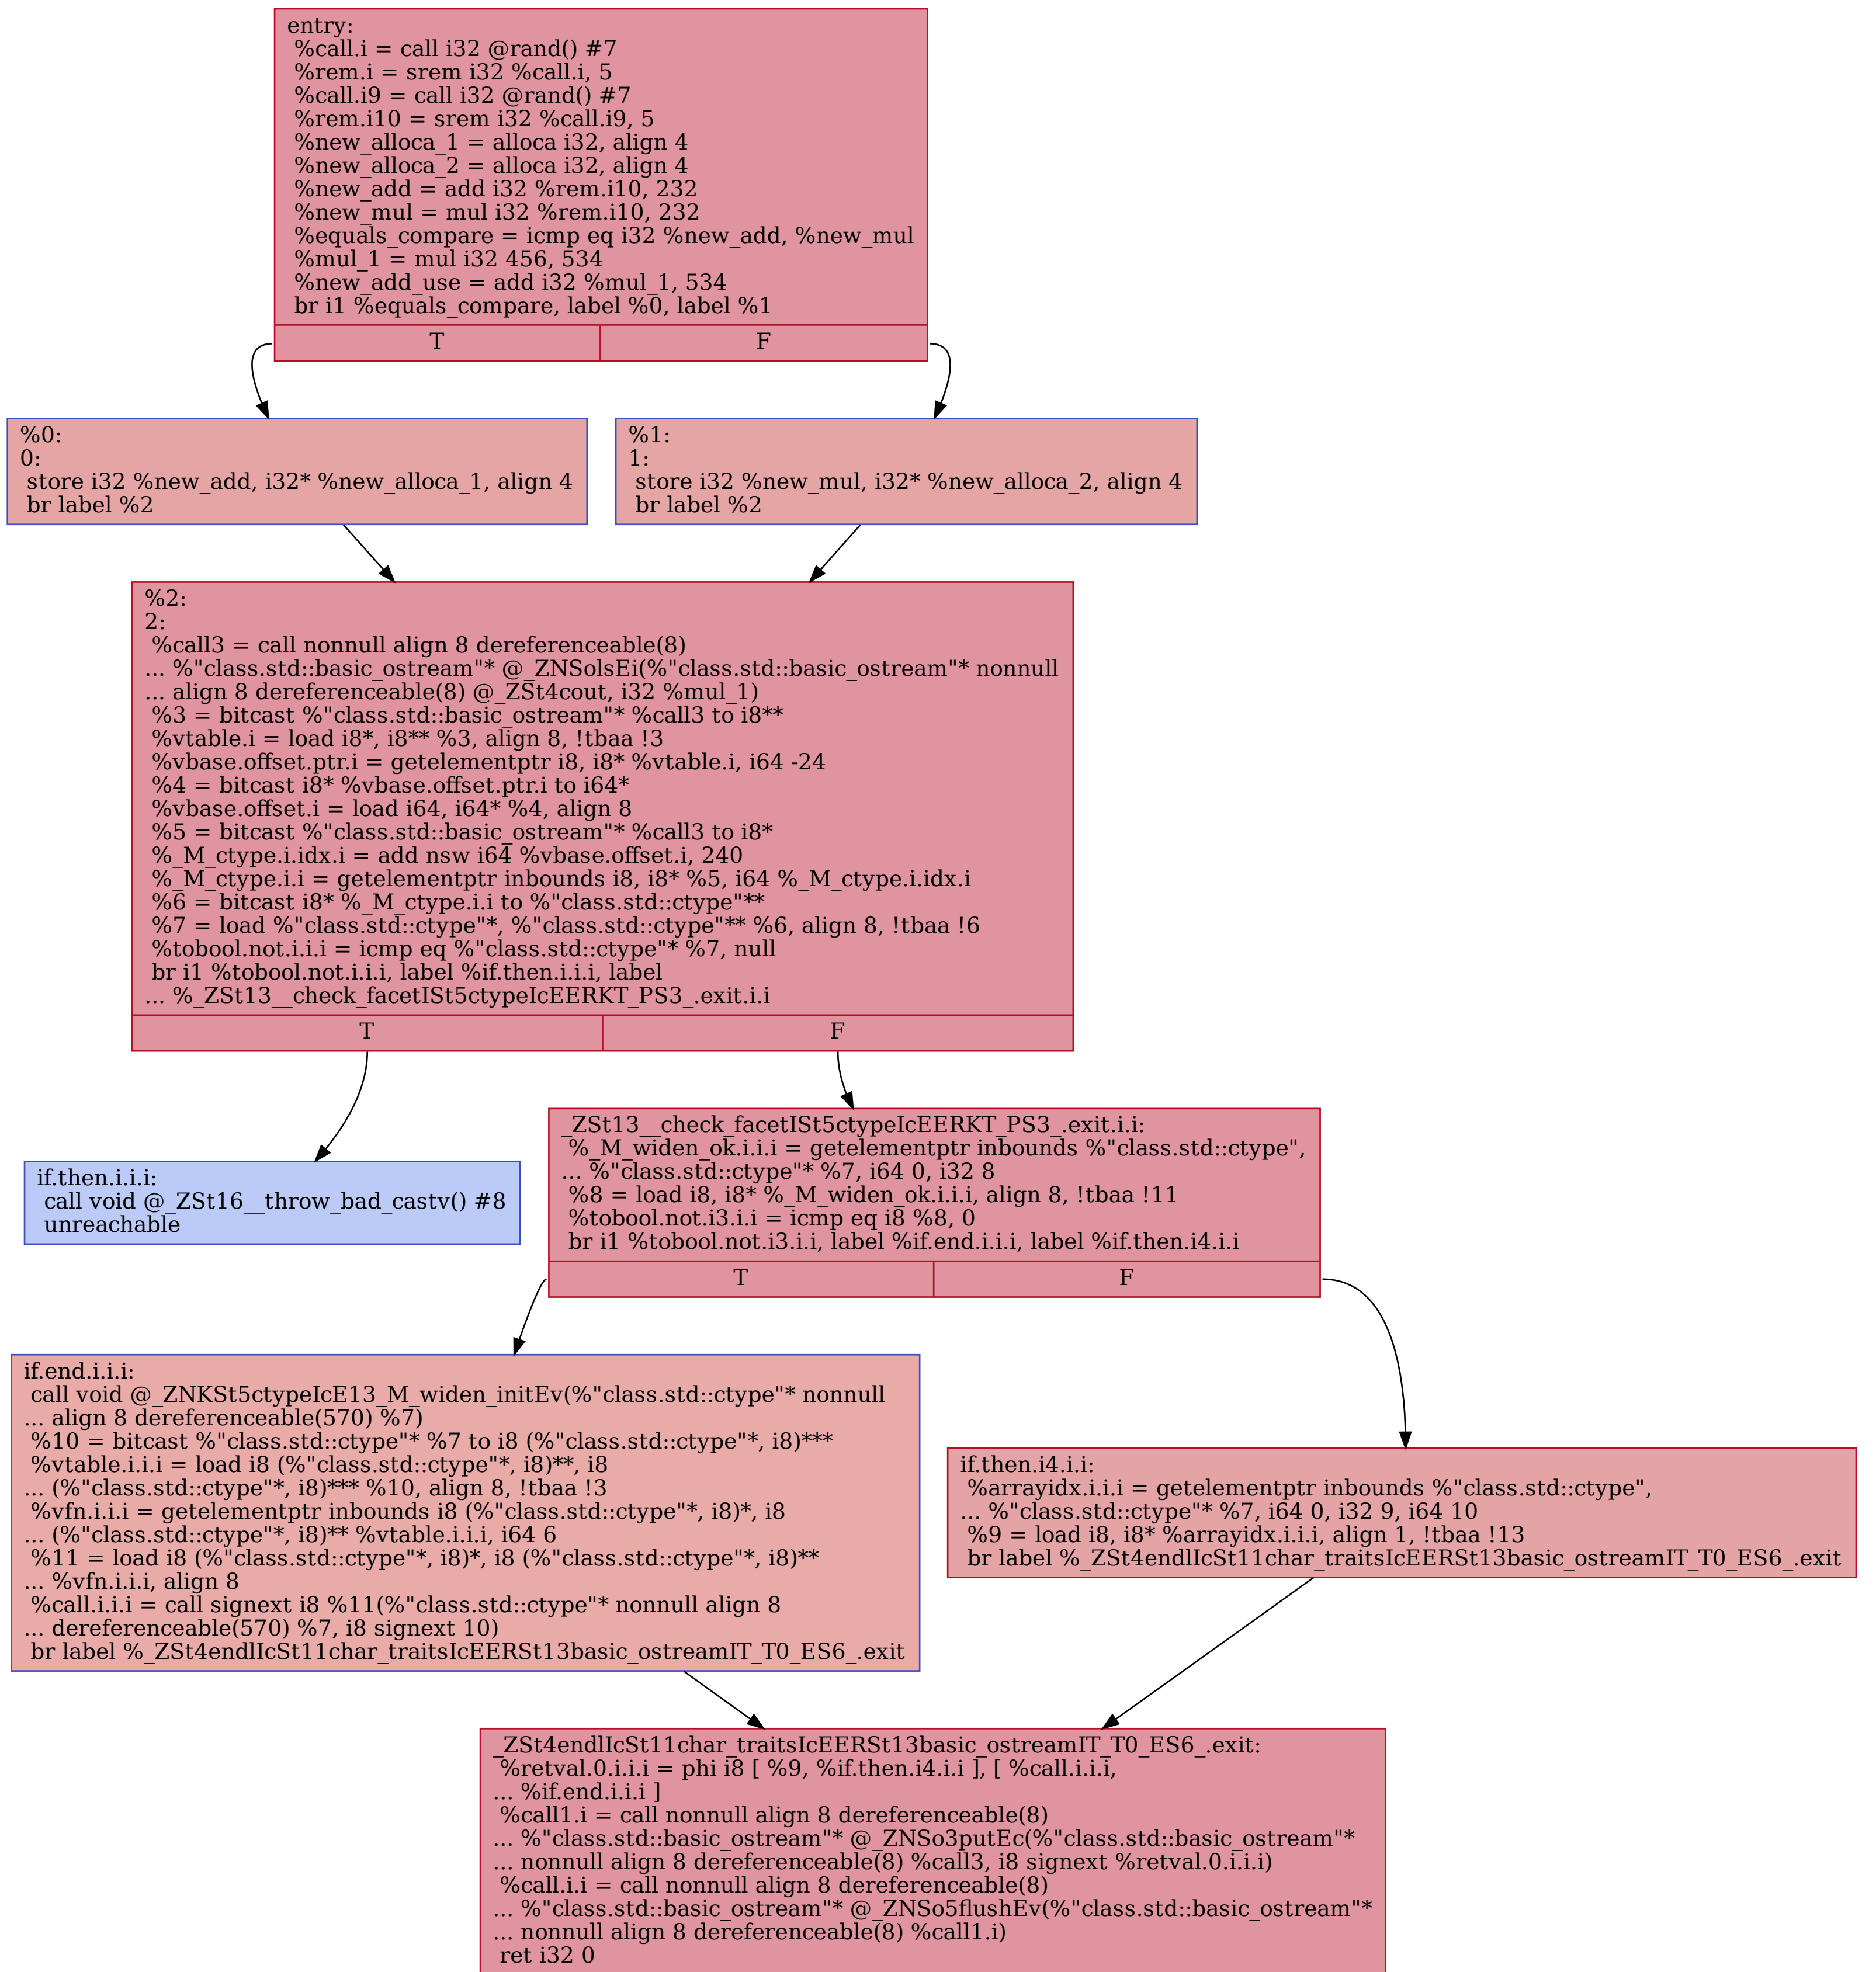 entry:
%call.i = call i32 @rand() #7
%rem.i = srem i32 %call.i, 5
%call.i9 = call i32 @rand() #7
%rem.i10 = srem i32 %call.i9, 5
%new_alloca_1 = alloca i32, align 4
%new_alloca_2 = alloca i32, align 4
%new_add = add i32 %rem.i10, 232
%new_mul = mul i32 %rem.i10, 232
%equals_compare = icmp eq i32 %new_add, %new_mul
%mul_1 = mul i32 456, 534
%new_add_use = add i32 %mul_1, 534
br i1 %equals_compare, label %0, label %1
T F
%0:
0:
store i32 %new_add, i32* %new_alloca_1, align 4
br label %2
%1:
1:
store i32 %new_mul, i32* %new_alloca_2, align 4
br label %2
%2:
2:
%call3 = call nonnull align 8 dereferenceable(8)
... %"class.std::basic_ostream"* @_ZNSolsEi(%"class.std::basic_ostream"* nonnull
... align 8 dereferenceable(8) @_ZSt4cout, i32 %mul_1)
%3 = bitcast %"class.std::basic_ostream"* %call3 to i8**
%vtable.i = load i8*, i8** %3, align 8, !tbaa !3
%vbase.offset.ptr.i = getelementptr i8, i8* %vtable.i, i64 -24
%4 = bitcast i8* %vbase.offset.ptr.i to i64*
%vbase.offset.i = load i64, i64* %4, align 8
%5 = bitcast %"class.std::basic_ostream"* %call3 to i8*
%_M_ctype.i.idx.i = add nsw i64 %vbase.offset.i, 240
%_M_ctype.i.i = getelementptr inbounds i8, i8* %5, i64 %_M_ctype.i.idx.i
%6 = bitcast i8* %_M_ctype.i.i to %"class.std::ctype"**
%7 = load %"class.std::ctype"*, %"class.std::ctype"** %6, align 8, !tbaa !6
%tobool.not.i.i.i = icmp eq %"class.std::ctype"* %7, null
br i1 %tobool.not.i.i.i, label %if.then.i.i.i, label
... %_ZSt13__check_facetISt5ctypeIcEERKT_PS3_.exit.i.i
T F
if.then.i.i.i:
call void @_ZSt16__throw_bad_castv() #8
unreachable
_ZSt13__check_facetISt5ctypeIcEERKT_PS3_.exit.i.i:
%_M_widen_ok.i.i.i = getelementptr inbounds %"class.std::ctype",
... %"class.std::ctype"* %7, i64 0, i32 8
%8 = load i8, i8* %_M_widen_ok.i.i.i, align 8, !tbaa !11
%tobool.not.i3.i.i = icmp eq i8 %8, 0
br i1 %tobool.not.i3.i.i, label %if.end.i.i.i, label %if.then.i4.i.i
T F
if.end.i.i.i:
call void @_ZNKSt5ctypeIcE13_M_widen_initEv(%"class.std::ctype"* nonnull
... align 8 dereferenceable(570) %7)
%10 = bitcast %"class.std::ctype"* %7 to i8 (%"class.std::ctype"*, i8)***
%vtable.i.i.i = load i8 (%"class.std::ctype"*, i8)**, i8
... (%"class.std::ctype"*, i8)*** %10, align 8, !tbaa !3
%vfn.i.i.i = getelementptr inbounds i8 (%"class.std::ctype"*, i8)*, i8
... (%"class.std::ctype"*, i8)** %vtable.i.i.i, i64 6
%11 = load i8 (%"class.std::ctype"*, i8)*, i8 (%"class.std::ctype"*, i8)**
... %vfn.i.i.i, align 8
%call.i.i.i = call signext i8 %11(%"class.std::ctype"* nonnull align 8
... dereferenceable(570) %7, i8 signext 10)
br label %_ZSt4endlIcSt11char_traitsIcEERSt13basic_ostreamIT_T0_ES6_.exit
if.then.i4.i.i:
%arrayidx.i.i.i = getelementptr inbounds %"class.std::ctype",
... %"class.std::ctype"* %7, i64 0, i32 9, i64 10
%9 = load i8, i8* %arrayidx.i.i.i, align 1, !tbaa !13
br label %_ZSt4endlIcSt11char_traitsIcEERSt13basic_ostreamIT_T0_ES6_.exit
_ZSt4endlIcSt11char_traitsIcEERSt13basic_ostreamIT_T0_ES6_.exit:
%retval.0.i.i.i = phi i8 [ %9, %if.then.i4.i.i ], [ %call.i.i.i,
... %if.end.i.i.i ]
%call1.i = call nonnull align 8 dereferenceable(8)
... %"class.std::basic_ostream"* @_ZNSo3putEc(%"class.std::basic_ostream"*
... nonnull align 8 dereferenceable(8) %call3, i8 signext %retval.0.i.i.i)
%call.i.i = call nonnull align 8 dereferenceable(8)
... %"class.std::basic_ostream"* @_ZNSo5flushEv(%"class.std::basic_ostream"*
... nonnull align 8 dereferenceable(8) %call1.i)
ret i32 0